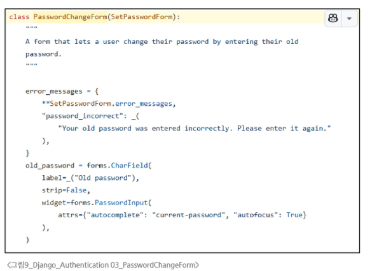 class PasswordChangeForm(SetPasswordForm):
"""
A form that lets a user change their password by entering their old
password.
"""
error_messages = {
**SetPasswordForm.error_messages,
"password_incorrect": _(
"Your old password was entered incorrectly. Please enter it again."
),
}
old_password = forms.CharField(
label=_("Old password"),
strip=False,
widget=forms.PasswordInput(
attrs={"autocomplete": "current-password", "autofocus": True}
),
)
<그림9_Django_Authentication 03_PasswordChangeForm>